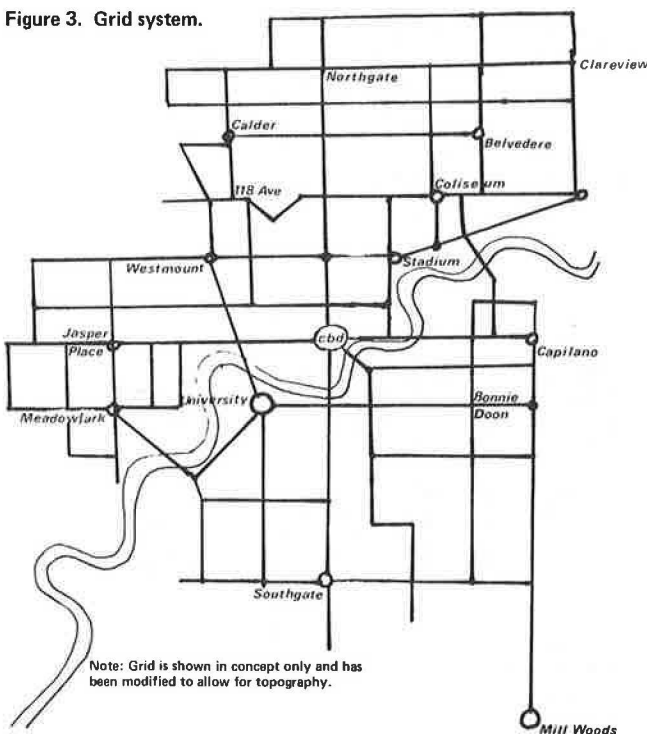 Figure 3. Grid system.
Clareview
Northgate
Calder
Belvedere
118 Ave
Coliseum
Westmount
Stadium
Jasper
Place
cbd
Capilano
University
Bonnie
Doon
Meadowlark
Southgate
Note: Grid is shown in concept only and has
been modified to allow for topography.
Mill Woods